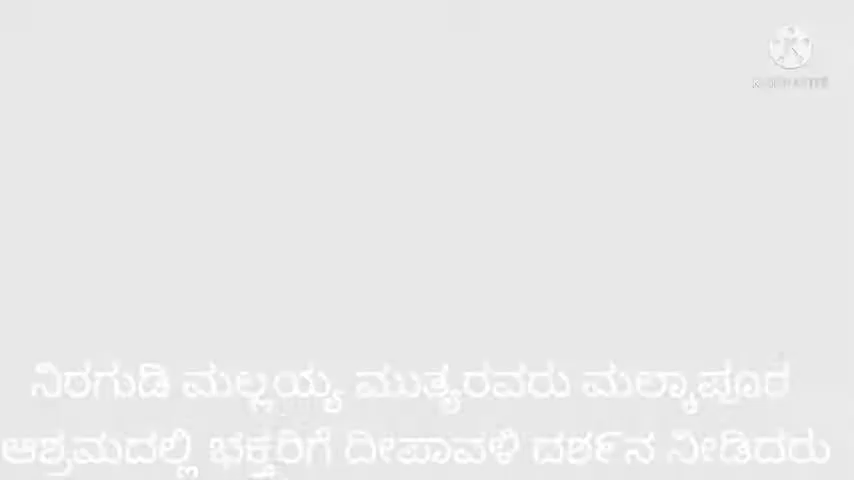 ನಿರಗುಡಿ ಮಲ್ಲಯ್ಯ ಮುತ್ಯರವರು ಮಲ್ಕಾಪೂರ
ಆಶ್ರಮದಲ್ಲಿ ಭಕ್ತರಿಗೆ ದೀಪಾವಳಿ ದರ್ಶನ ನೀಡಿದರು